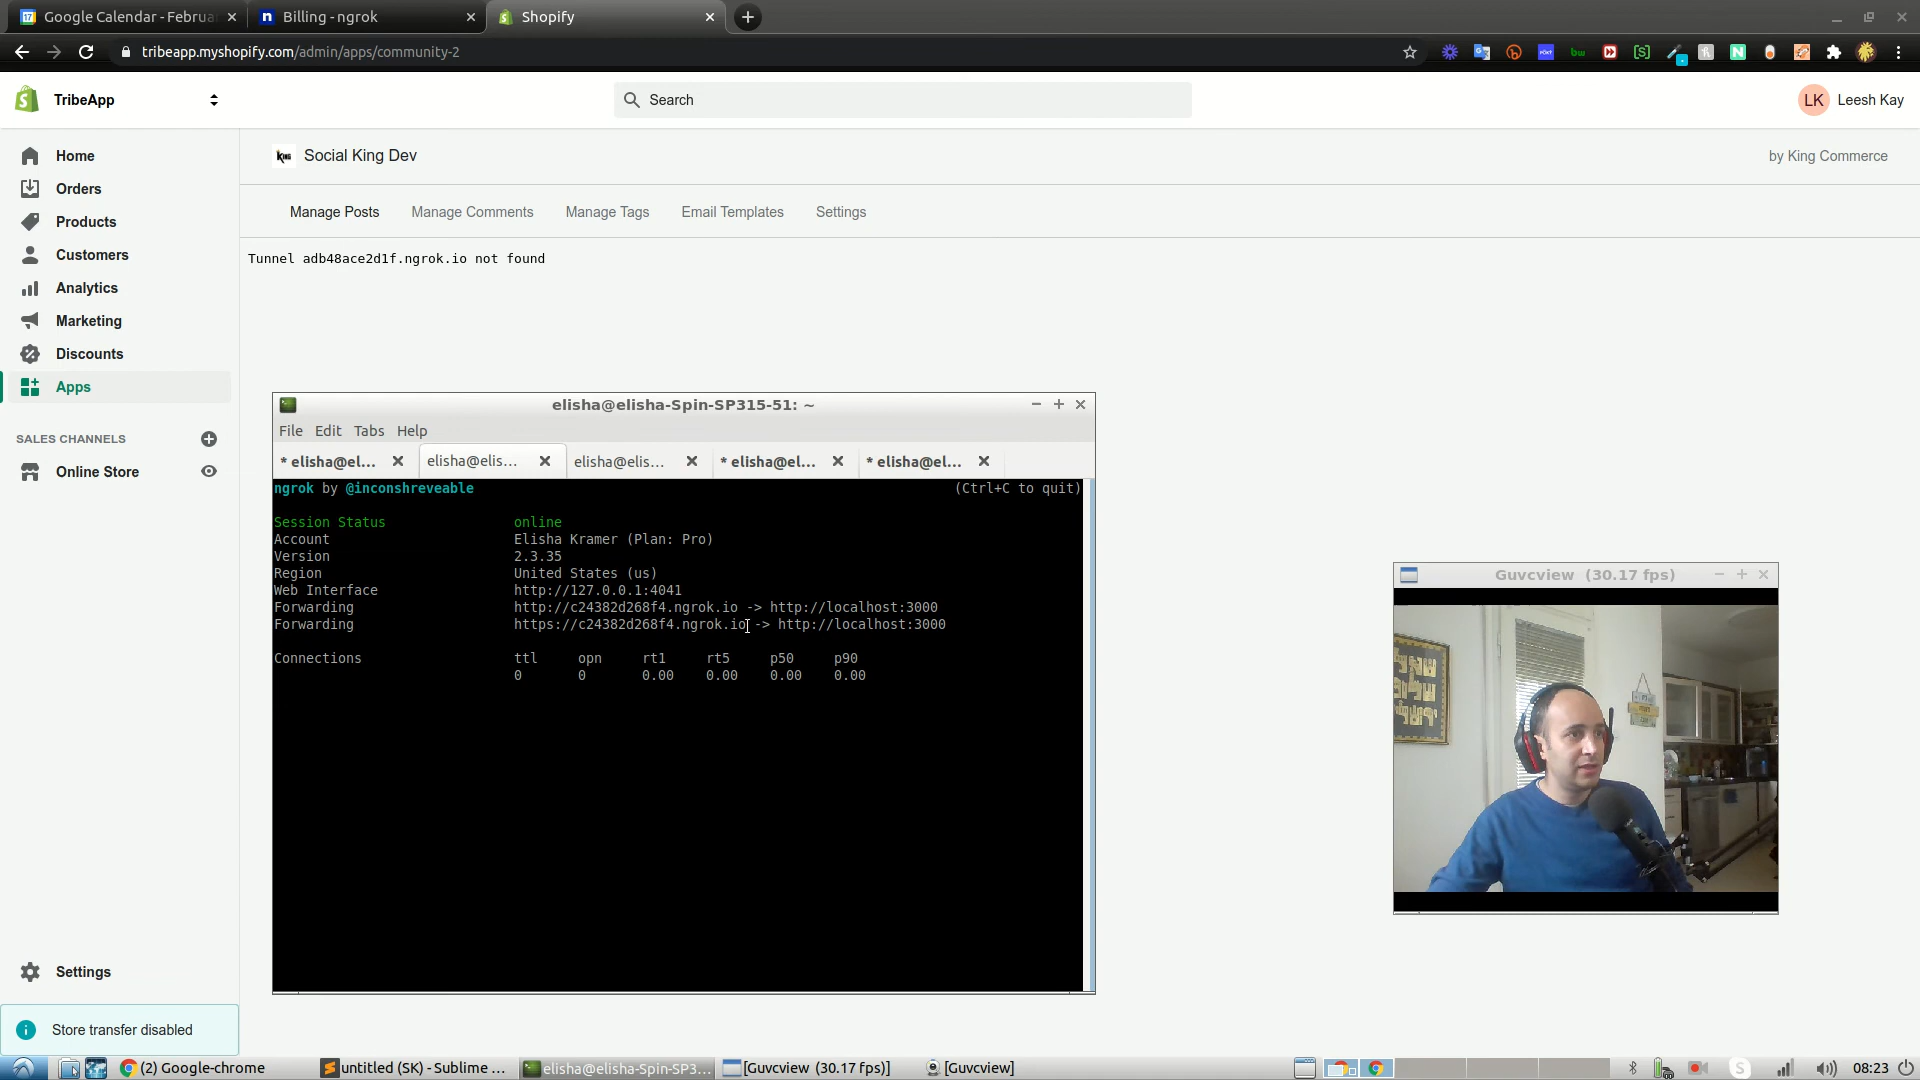 Google Calendar - Februa
Billing - ngrok
Shopify
tribeapp.myshopify.com/admin/apps/community-2
TribeApp
Search
LK
Leesh Kay
Home
Orders
Products
Customers
Analytics
Marketing
Discounts
Apps
SALES CHANNELS
Online Store
Settings
Store transfer disabled
KING
Social King Dev
by King Commerce
Manage Posts
Manage Comments
Manage Tags
Email Templates
Settings
Tunnel adb48ace2d1f.ngrok.io not found
elisha@elisha-Spin-SP315-51: ~
File Edit Tabs Help
* elisha@el...
elisha@elis...
elisha@elis...
* elisha@el...
* elisha@el...
ngrok by @inconshreveable (Ctrl+C to quit)
Session Status online
Account Elisha Kramer (Plan: Pro)
Version 2.3.35
Region United States (us)
Web Interface http://127.0.0.1:4041
Forwarding http://c24382d268f4.ngrok.io -> http://localhost:3000
Forwarding https://c24382d268f4.ngrok.io -> http://localhost:3000
Connections ttl opn rt1 rt5 p50 p90
0 0 0.00 0.00 0.00 0.00
Guvcview (30.17 fps)
(2) Google-chrome
untitled (SK) - Sublime ...
elisha@elisha-Spin-SP3...
[Guvcview (30.17 fps)]
[Guvcview]
08:23